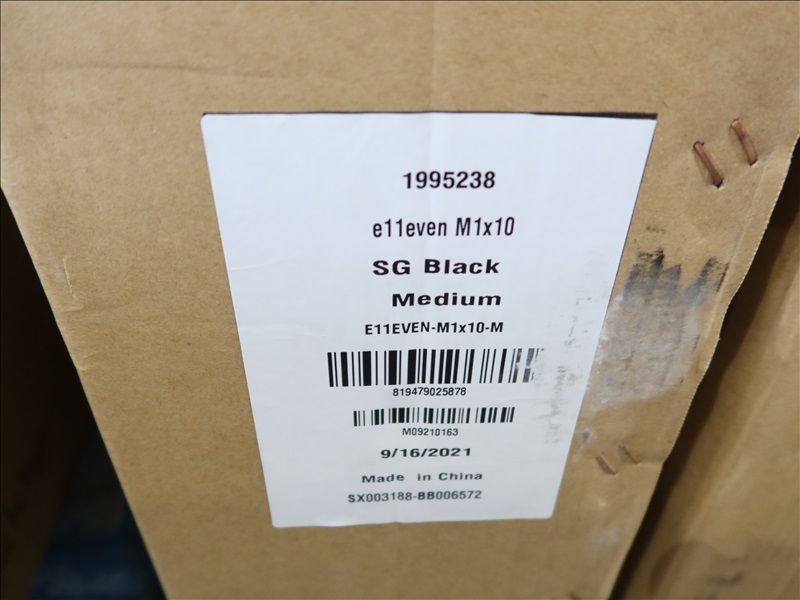 1995238
e11even M1x10
SG Black
Medium
E11EVEN-M1x10-M
819479025878
M09210163
9/16/2021
Made in China
SX003188-BB006572